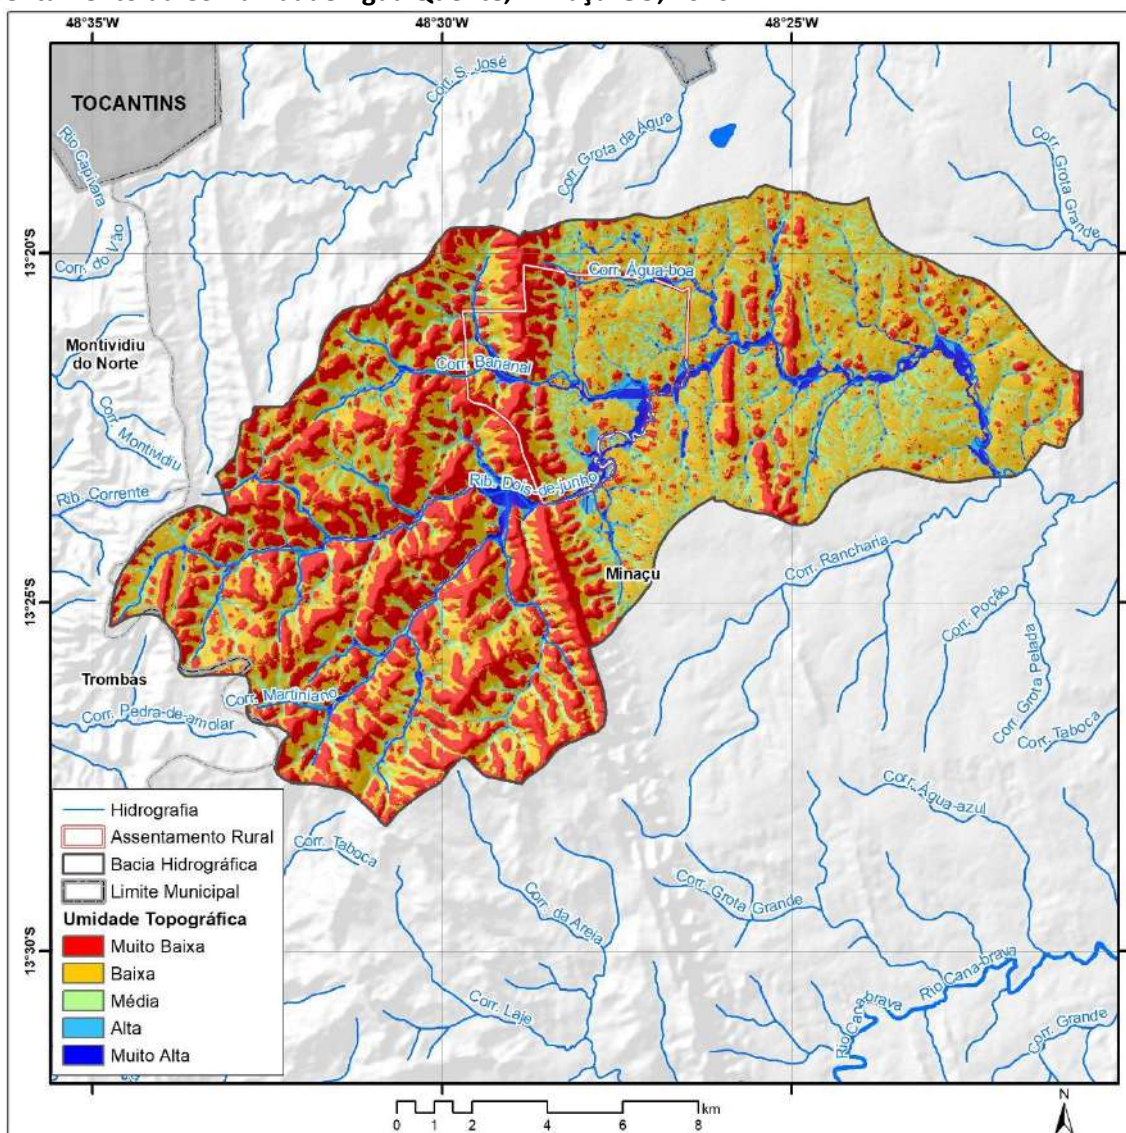 48°35'W
48°30'W
48°25'W
TOCANTINS
Corr. S. José
Rio Capivara
Corr. Grota da Água
Corr. Grota Grande
13°20'S
Corr. do Vão
Corr. Água-boa
Montividiu
do Norte
Corr. Bananal
Corr. Montividiu
Rib. Corrente
Rib. Dois-de-junho
Corr. Rancharia
Minaçu
13°25'S
Corr. Poção
Corr. Grota Pelada
Trombas
Corr. Martiniano
Corr. Pedra-de-amolar
Corr. Taboca
Corr. Água-azul
Hidrografia
Assentamento Rural
Bacia Hidrográfica
Limite Municipal
Corr. Taboca
Corr. Grota Grande
Corr. da Areia
Umidade Topográfica
Muito Baixa
Baixa
Média
Alta
Muito Alta
13°30'S
Rio Cana-brava
Rio Cana-brava
Corr. Laje
Corr. Grande
N
km
0 1 2 4 6 8